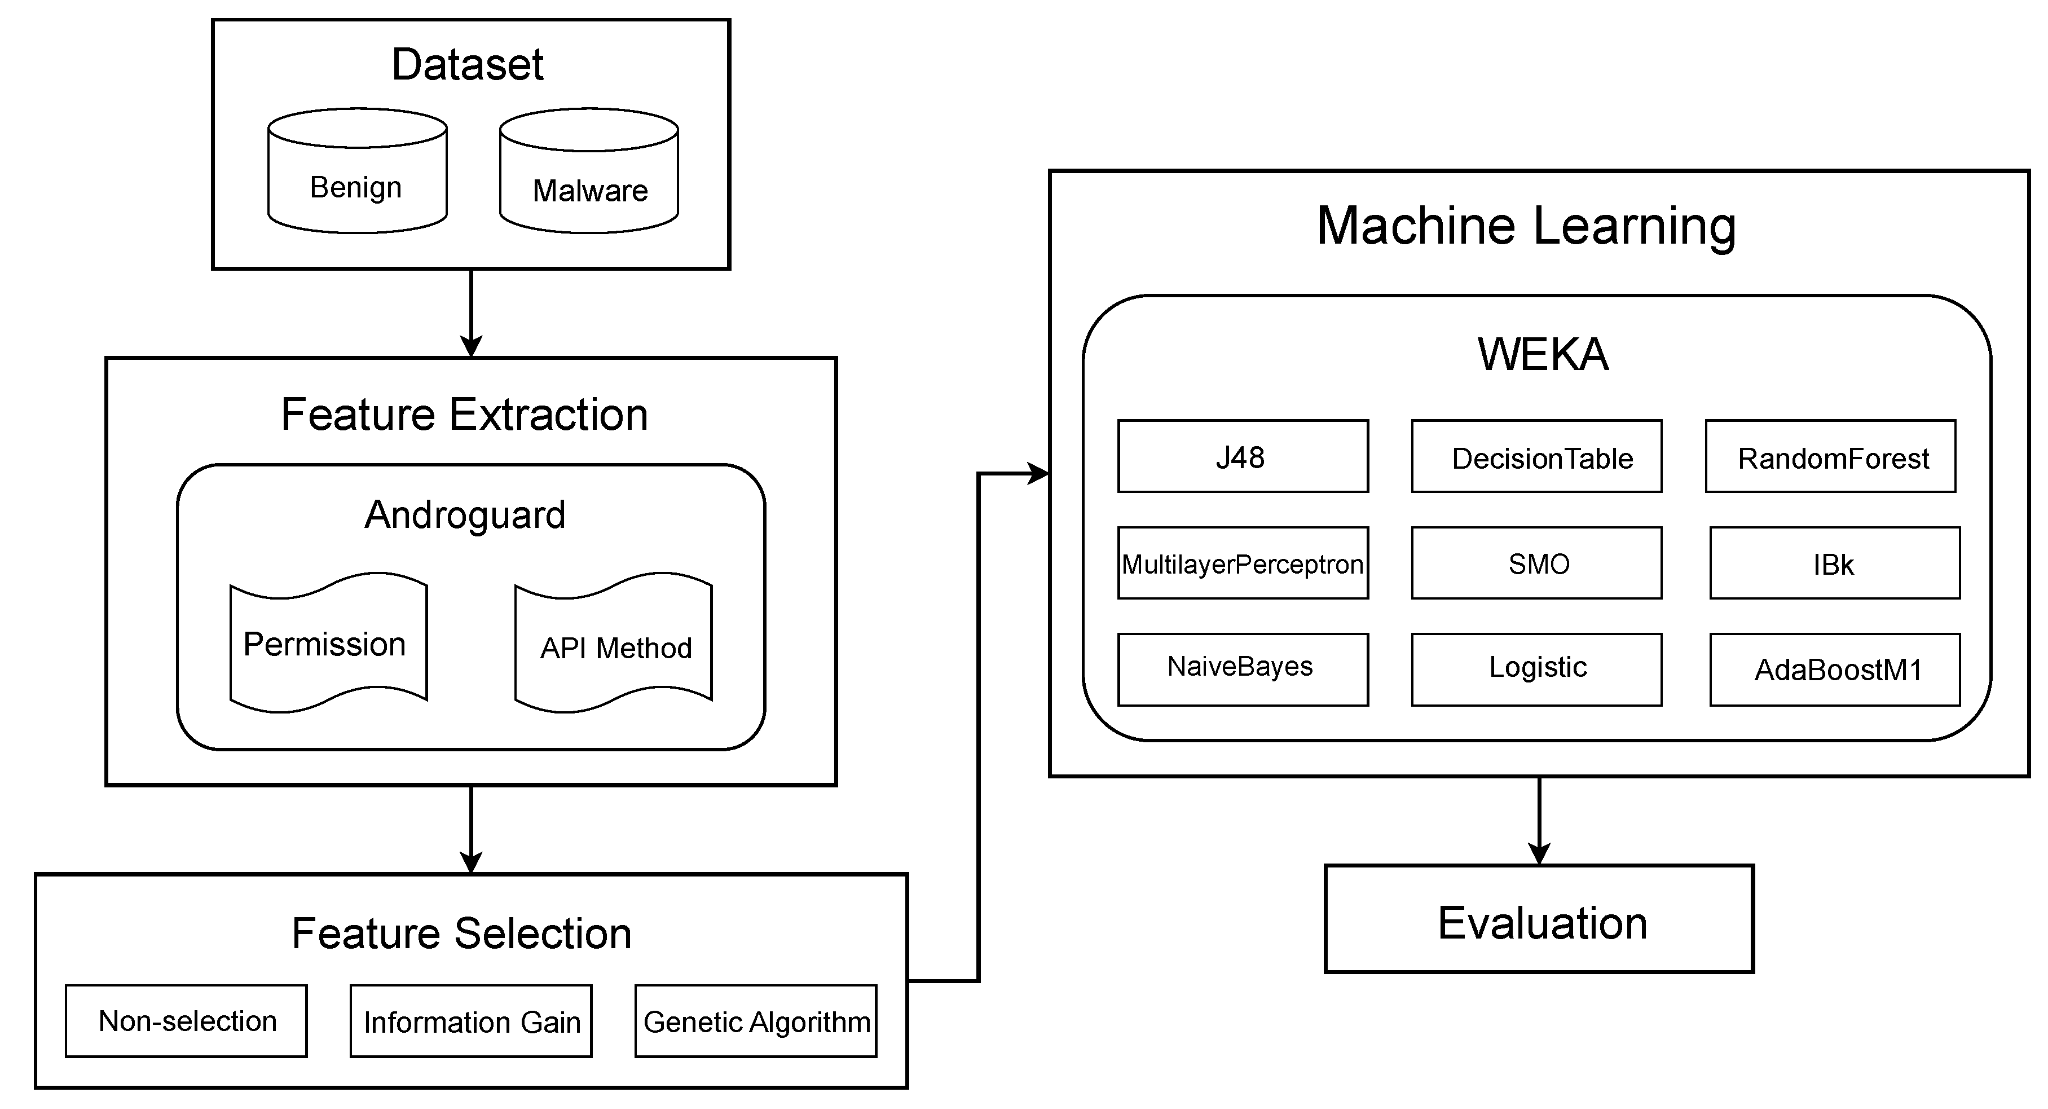 Dataset
Benign
Malware
Feature Extraction
Androguard
Permission
API Method
Feature Selection
Non-selection
Information Gain
Genetic Algorithm
Machine Learning
WEKA
J48
DecisionTable
RandomForest
MultilayerPerceptron
SMO
IBk
NaiveBayes
Logistic
AdaBoostM1
Evaluation